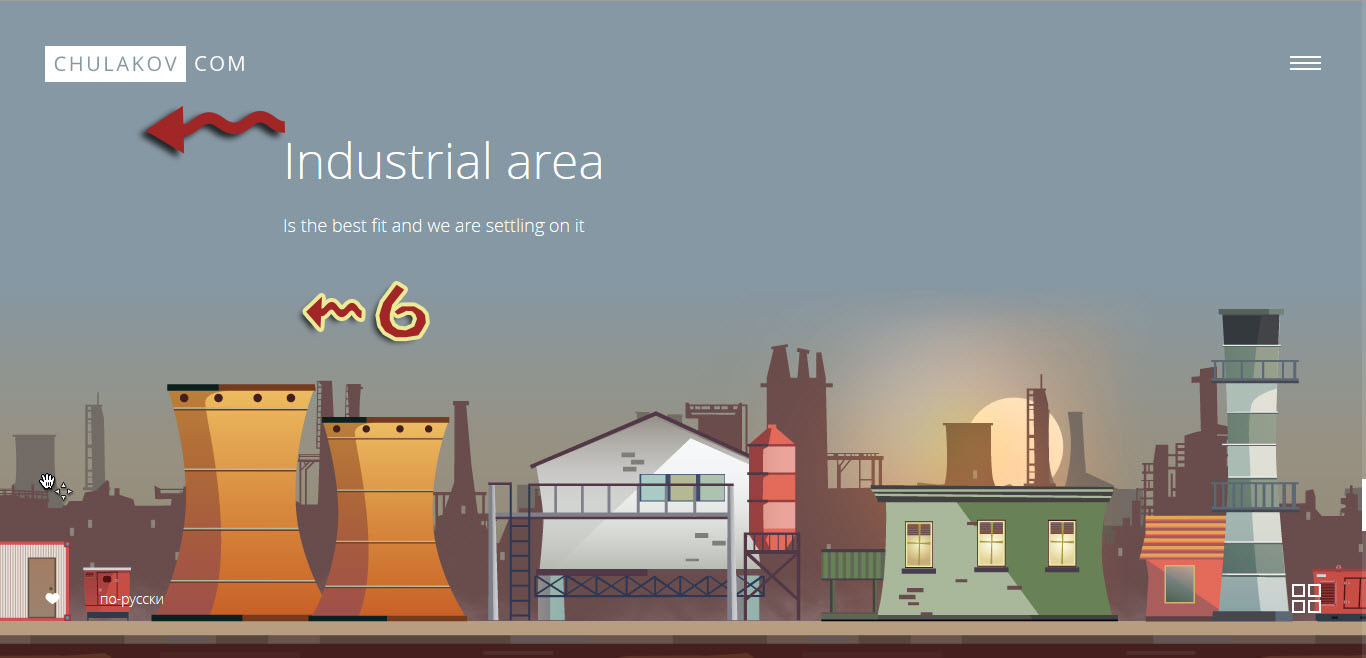 CHULAKOV COM
Industrial area
Is the best fit and we are settling on it
6
по-русски